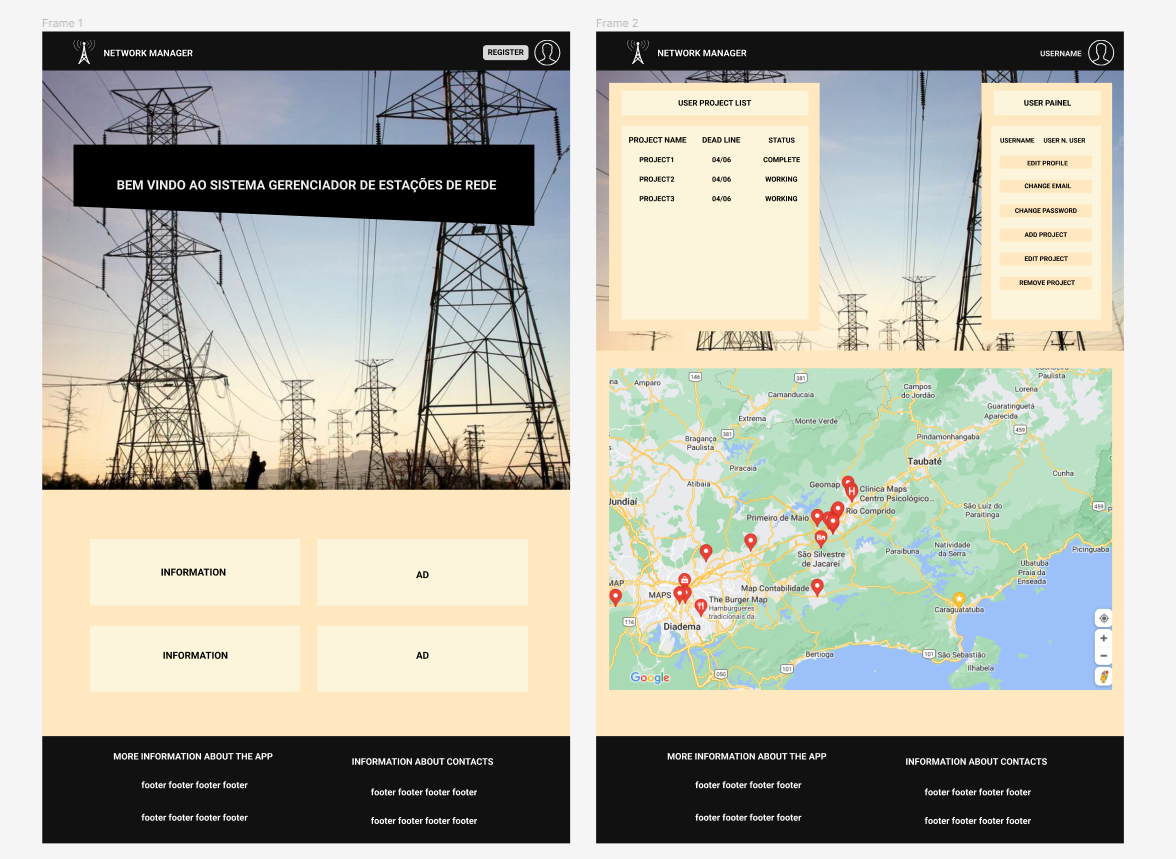 Frame 1
NETWORK MANAGER
REGISTER
BEM VINDO AO SISTEMA GERENCIADOR DE ESTAÇÕES DE REDE
INFORMATION
AD
INFORMATION
AD
MORE INFORMATION ABOUT THE APP
footer footer footer footer
footer footer footer footer
INFORMATION ABOUT CONTACTS
footer footer footer footer
footer footer footer footer
Frame 2
NETWORK MANAGER
USERNAME
USER PROJECT LIST
PROJECT NAME DEAD LINE STATUS
PROJECT1 04/06 COMPLETE
PROJECT2 04/06 WORKING
PROJECT3 04/06 WORKING
USER PAINEL
USERNAME USER N. USER
EDIT PROFILE
CHANGE EMAIL
CHANGE PASSWORD
ADD PROJECT
EDIT PROJECT
REMOVE PROJECT
na
Amparo
146
381
Camanducaia
Campos
do Jordão
Paulista
Lorena
Guaratinguetá
Aparecida
Extrema
Monte Verde
459
381
Bragança
Paulista
Pindamonhangaba
Piracaia
Taubaté
Cunha
Atibaia
Geomap
Clínica Maps
Centro Psicológico...
Jundiaí
Rio Comprido
São Luiz do
Paraitinga
459
P
Primeiro de Maio
São Silvestre
de Jacareí
Paraibuna
Natividade
da Serra
Picinguaba
Ubatuba
Praia da
Enseada
MAP
MAPS
Map Contabilidade
The Burger Map
Hambúrgueres
tradicionais da...
Caraguatatuba
116
Diadema
Bertioga
101
São Sebastião
Ilhabela
101
050
Google
MORE INFORMATION ABOUT THE APP
footer footer footer footer
footer footer footer footer
INFORMATION ABOUT CONTACTS
footer footer footer footer
footer footer footer footer